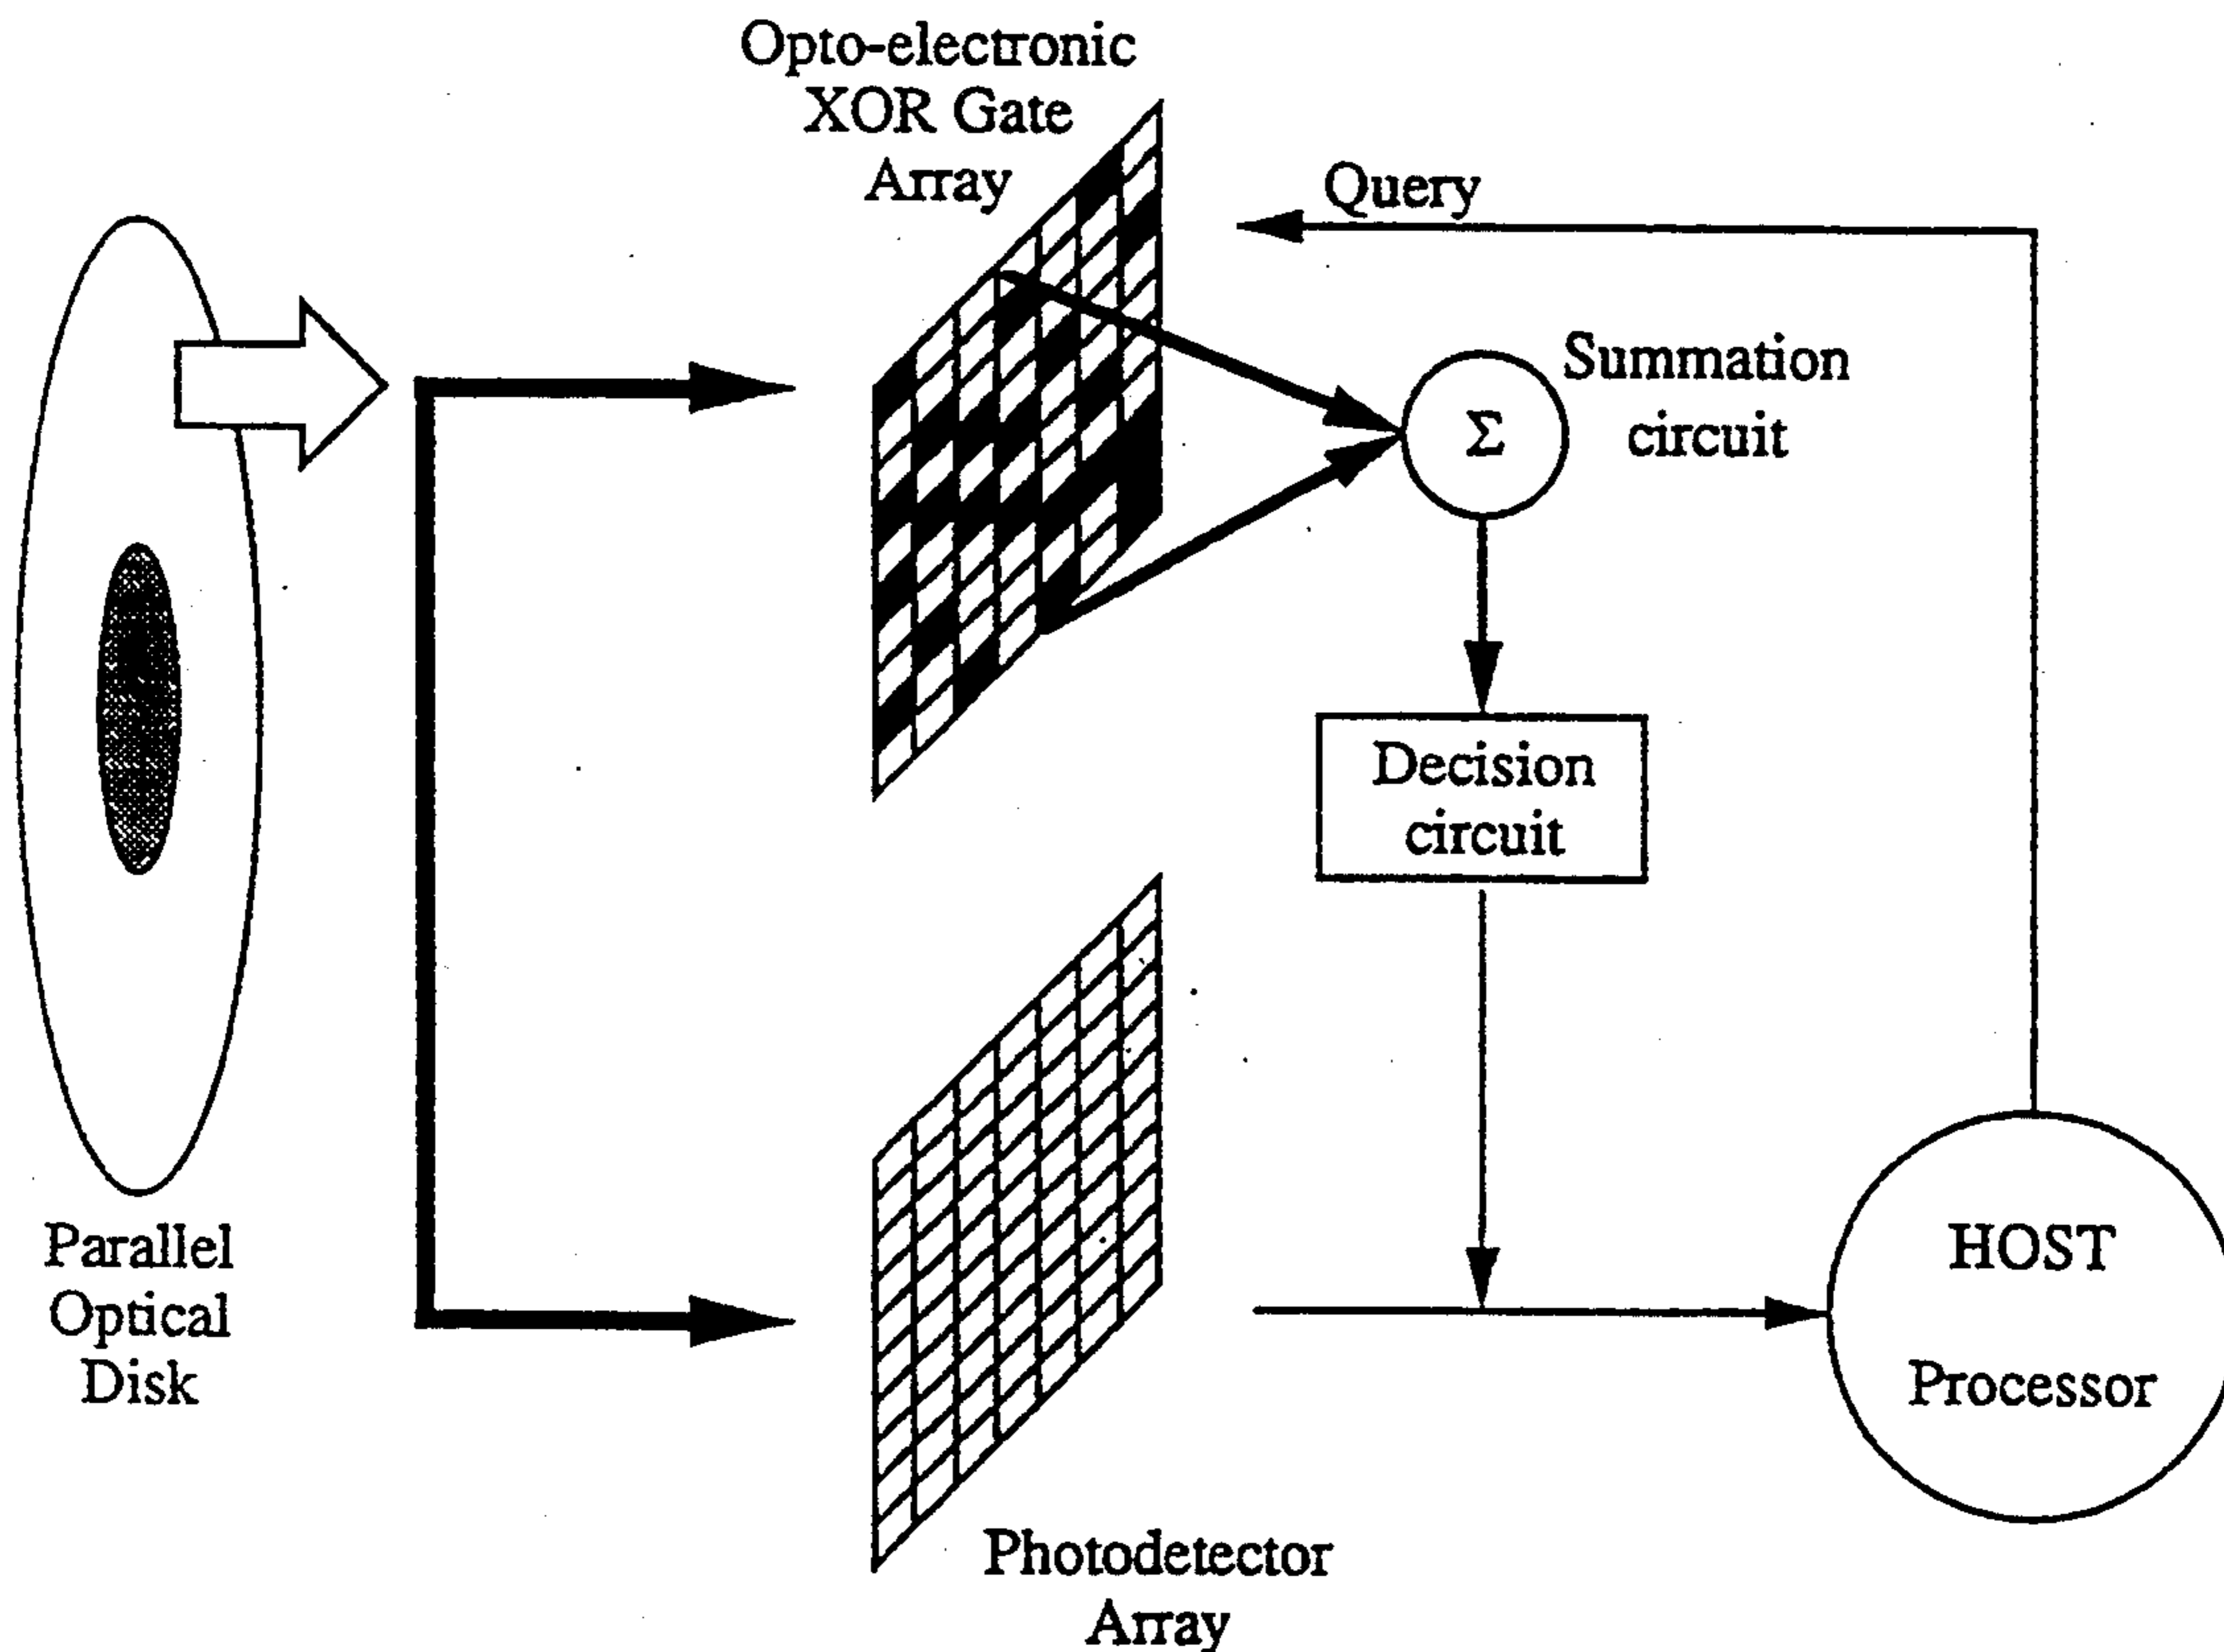 Opto-electronic
XOR Gate
Array
Query
Summation
circuit
Σ
Decision
circuit
Parallel
Optical
Disk
HOST
Processor
Photodetector
Array